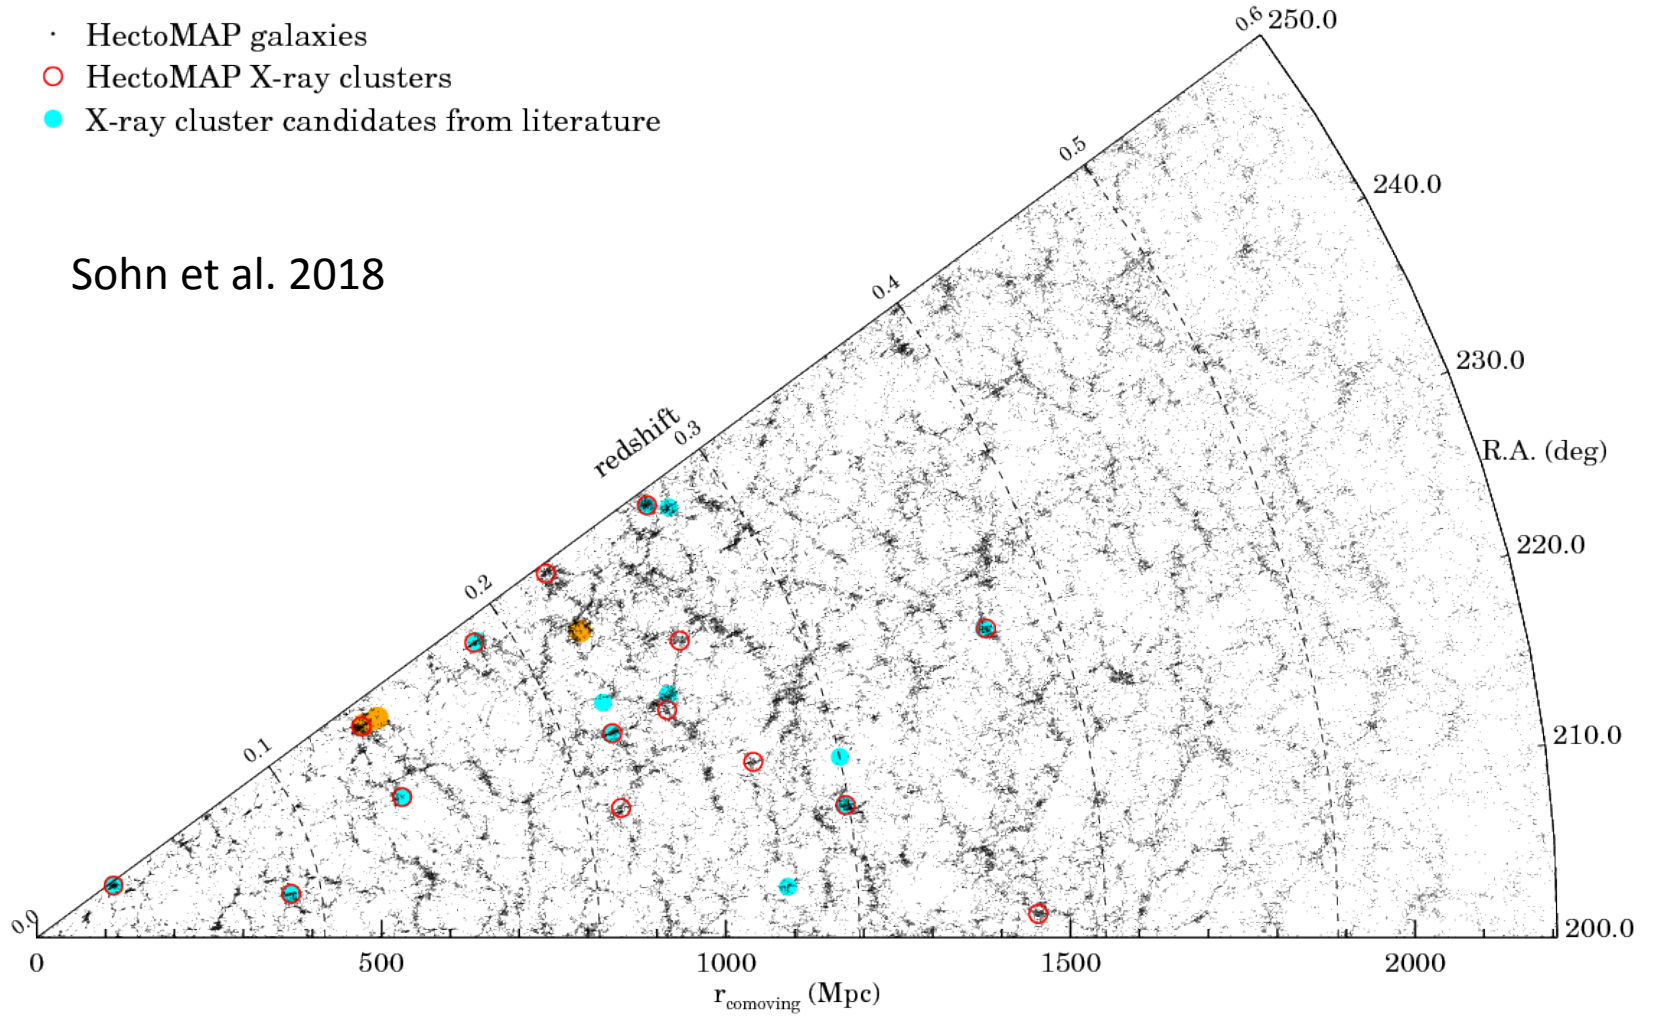 HectoMAP galaxies
HectoMAP X-ray clusters
X-ray cluster candidates from literature
Sohn et al. 2018
redshift
0.0
0.1
0.2
0.3
0.4
0.5
0.6
250.0
240.0
230.0
R.A. (deg)
220.0
210.0
200.0
0 500 1000 1500 2000
r_comoving (Mpc)